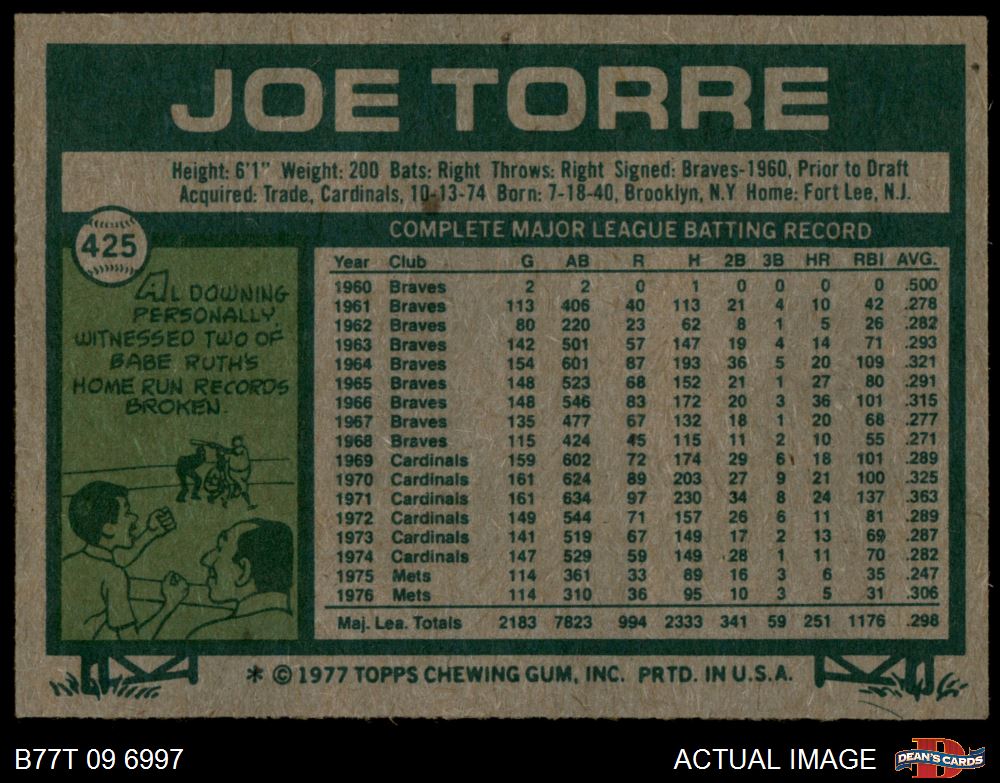 JOE TORRE
Height: 6'1" Weight: 200 Bats: Right Throws: Right Signed: Braves-1960, Prior to Draft
Acquired: Trade, Cardinals, 10-13-74 Born: 7-18-40, Brooklyn, N.Y Home: Fort Lee, N.J.
425
AL DOWNING
PERSONALLY
WITNESSED TWO OF
BABE RUTH'S
HOME RUN RECORDS
BROKEN.
COMPLETE MAJOR LEAGUE BATTING RECORD
Year Club G AB R H 2B 3B HR RBI AVG.
1960 Braves 2 2 0 1 0 0 0 0 .500
1961 Braves 113 406 40 113 21 4 10 42 .278
1962 Braves 80 220 23 62 8 1 5 26 .282
1963 Braves 142 501 57 147 19 4 14 71 .293
1964 Braves 154 601 87 193 36 5 20 109 .321
1965 Braves 148 523 68 152 21 1 27 80 .291
1966 Braves 148 546 83 172 20 3 36 101 .315
1967 Braves 135 477 67 132 18 1 20 68 .277
1968 Braves 115 424 45 115 11 2 10 55 .271
1969 Cardinals 159 602 72 174 29 6 18 101 .289
1970 Cardinals 161 624 89 203 27 9 21 100 .325
1971 Cardinals 161 634 97 230 34 8 24 137 .363
1972 Cardinals 149 544 71 157 26 6 11 81 .289
1973 Cardinals 141 519 67 149 17 2 13 69 .287
1974 Cardinals 147 529 59 149 28 1 11 70 .282
1975 Mets 114 361 33 89 16 3 6 35 .247
1976 Mets 114 310 36 95 10 3 5 31 .306
Maj. Lea. Totals 2183 7823 994 2333 341 59 251 1176 .298
* © 1977 TOPPS CHEWING GUM, INC. PRTD. IN U.S.A.
B77T 09 6997
ACTUAL IMAGE
D
DEAN'S CARDS